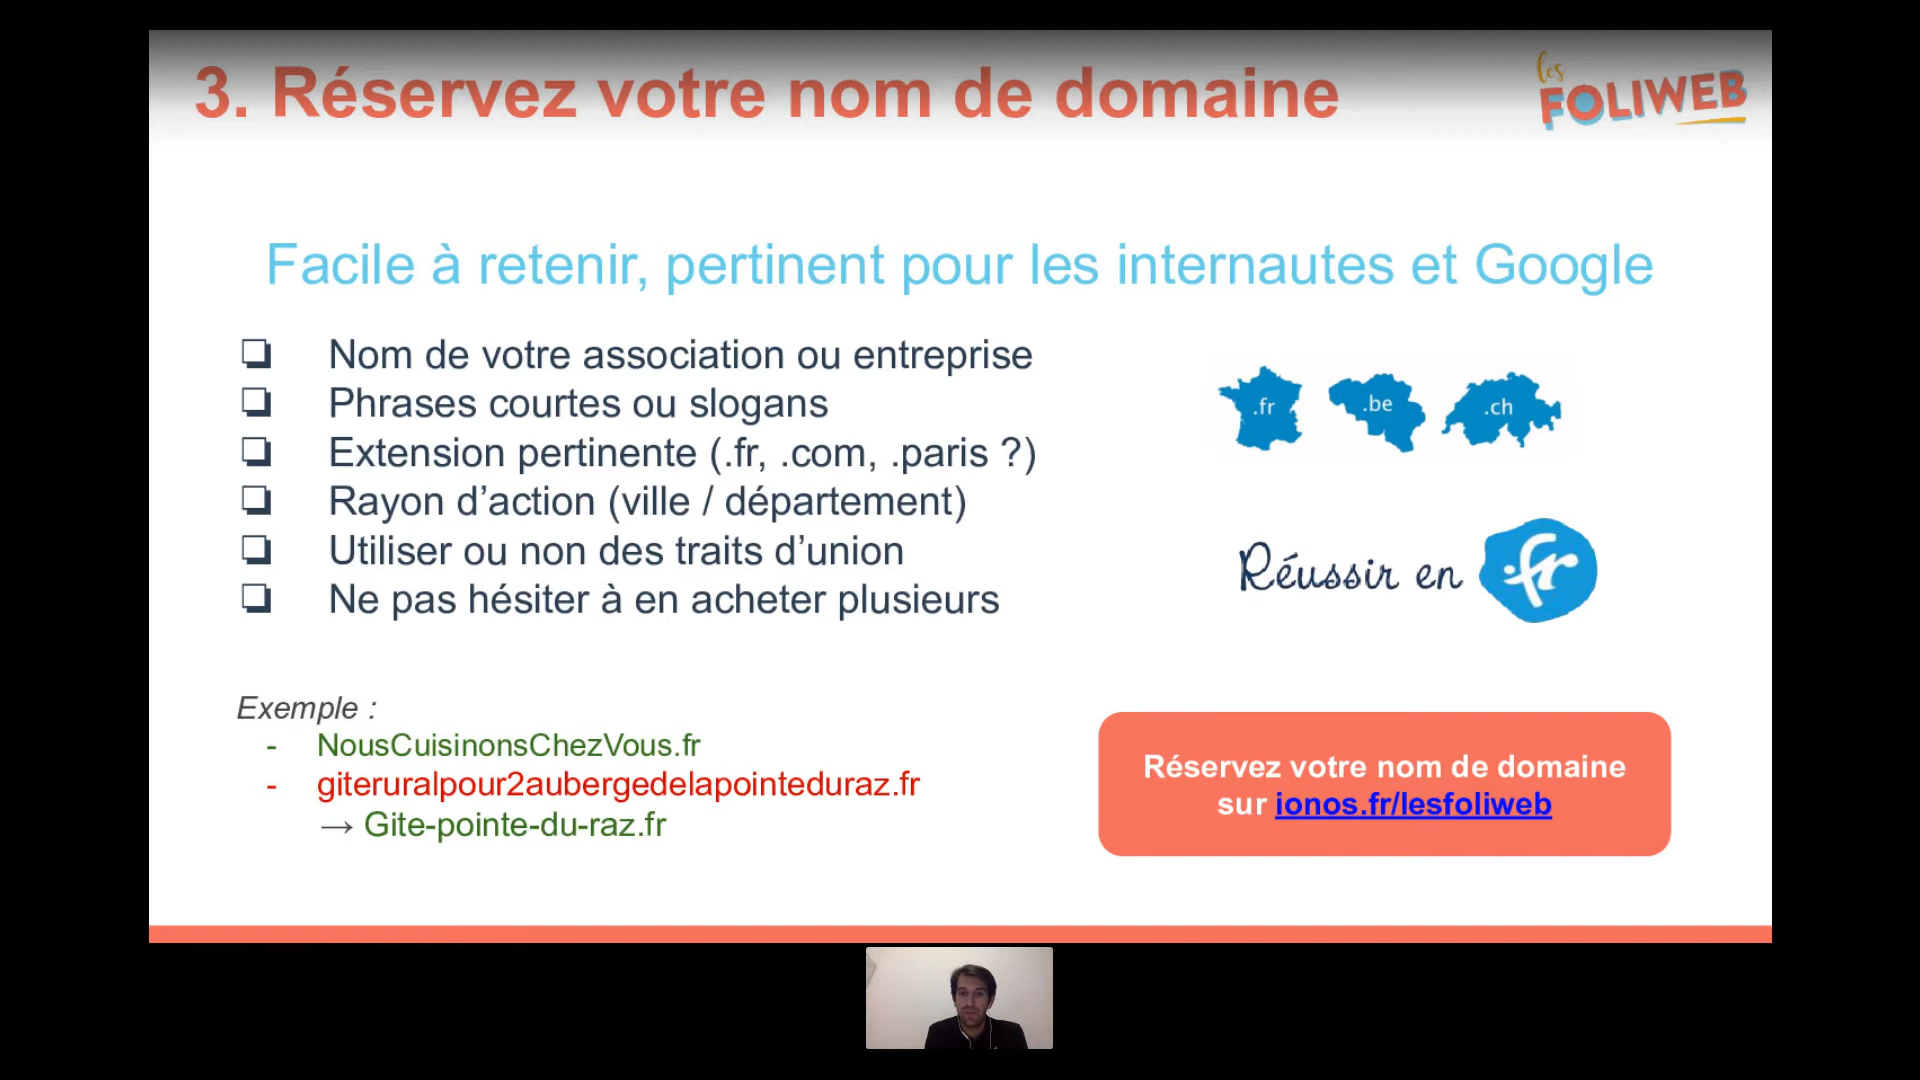 3. Réservez votre nom de domaine
les
FOLIWEB
Facile à retenir, pertinent pour les internautes et Google
❏ Nom de votre association ou entreprise
❏ Phrases courtes ou slogans
❏ Extension pertinente (.fr, .com, .paris ?)
❏ Rayon d’action (ville / département)
❏ Utiliser ou non des traits d’union
❏ Ne pas hésiter à en acheter plusieurs
.fr .be .ch
Réussir en .fr
Exemple :
- NousCuisinonsChezVous.fr
- giteruralpour2aubergedelapointeduraz.fr
→ Gite-pointe-du-raz.fr
Réservez votre nom de domaine
sur ionos.fr/lesfoliweb